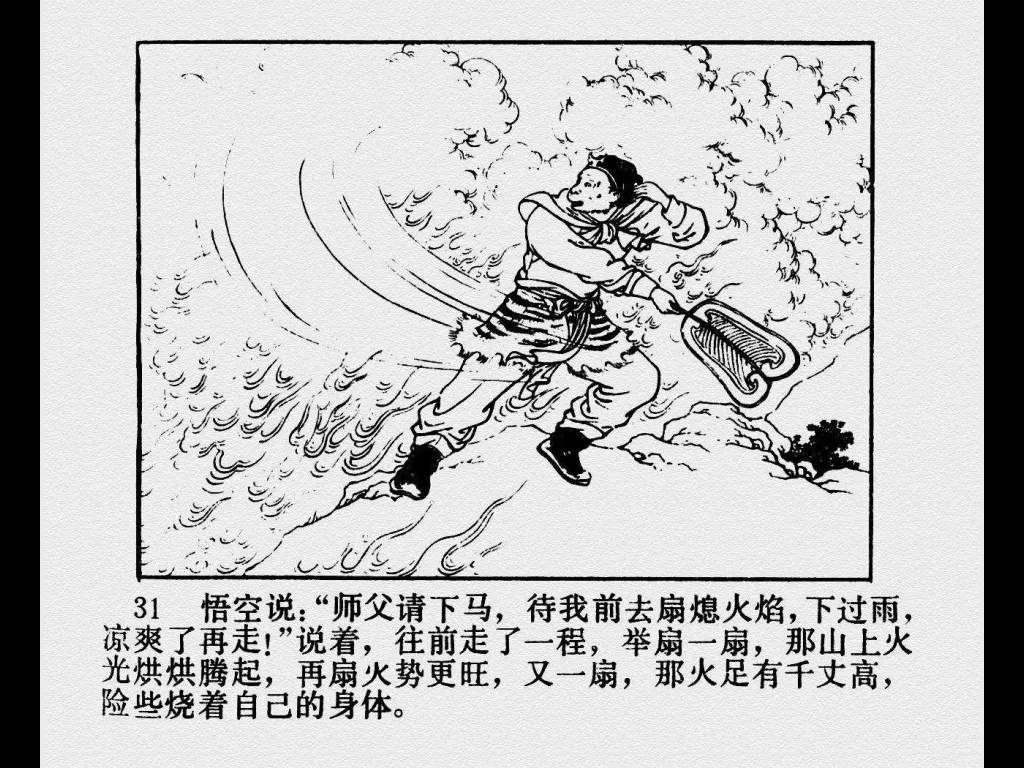 31 悟空说：“师父请下马，待我前去扇熄火焰，下过雨，
凉爽了再走！”说着，往前走了一程，举扇一扇，那山上火
光烘烘腾起，再扇火势更旺，又一扇，那火足有千丈高，
险些烧着自己的身体。